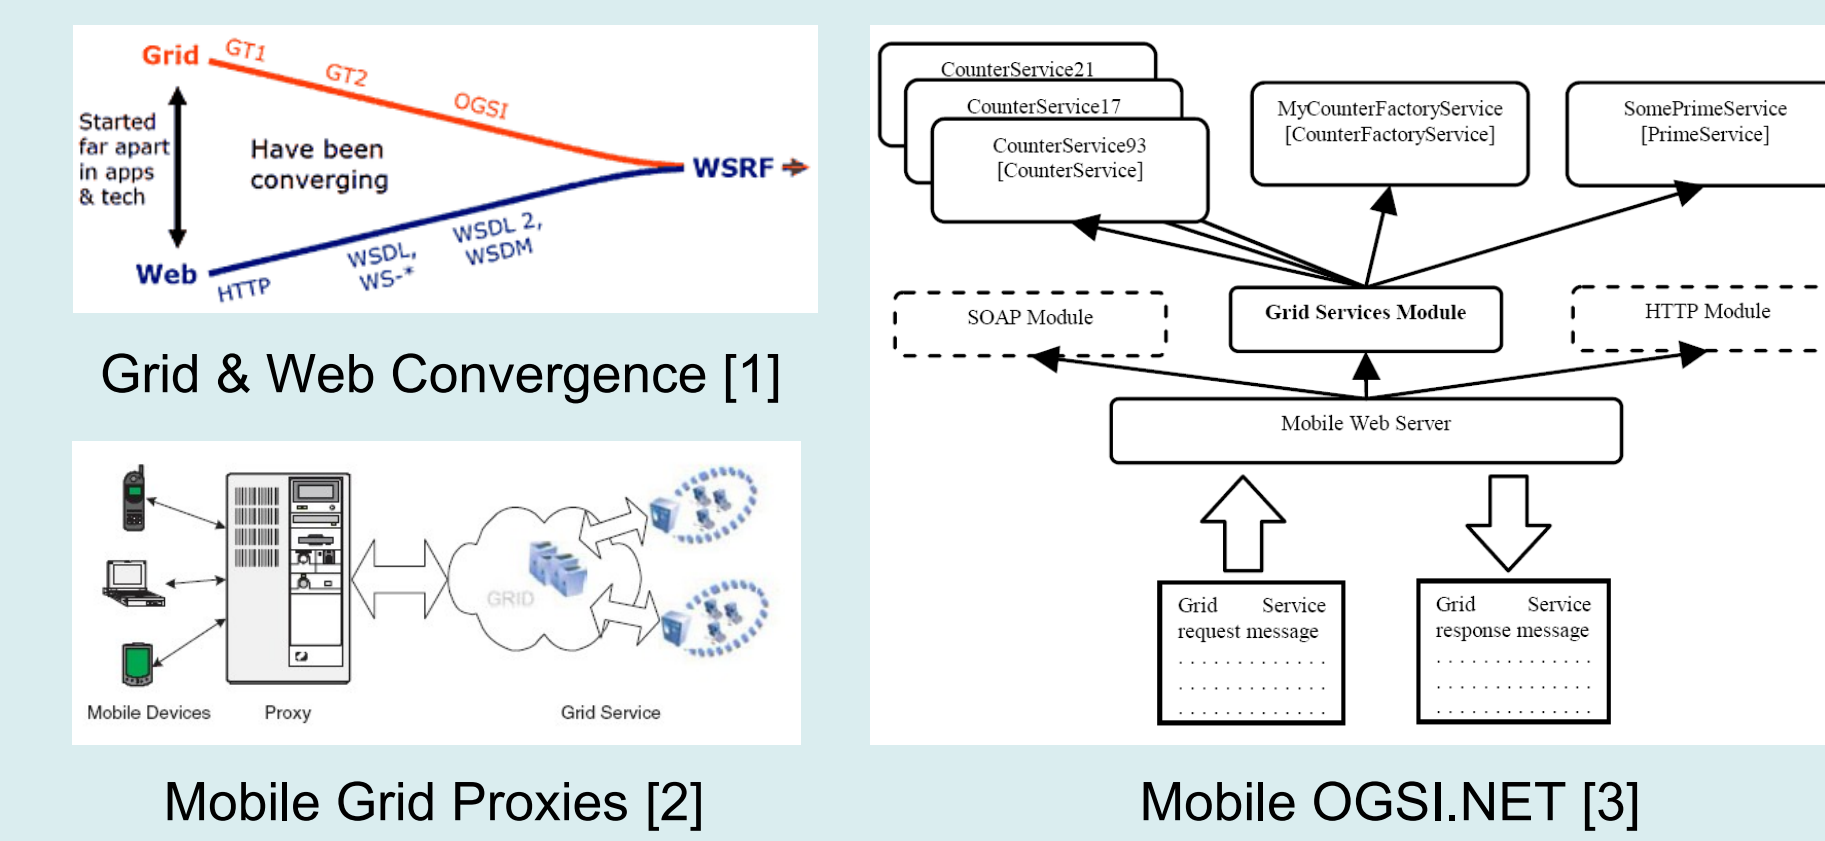 Grid
GT1
GT2
OGSI
Started
far apart
in apps
& tech
Have been
converging
WSRF
Web
HTTP
WSDL,
WS-*
WSDL 2,
WSDM
Grid & Web Convergence [1]
GRID
Mobile Devices
Proxy
Grid Service
Mobile Grid Proxies [2]
CounterService21
CounterService17
CounterService93
[CounterService]
MyCounterFactoryService
[CounterFactoryService]
SomePrimeService
[PrimeService]
SOAP Module
Grid Services Module
HTTP Module
Mobile Web Server
Grid Service
request message
. . . . . . . . . . . . .
. . . . . . . . . . . . .
. . . . . . . . . . . . .
Grid Service
response message
. . . . . . . . . . . . . .
. . . . . . . . . . . . . .
. . . . . . . . . . . . . .
Mobile OGSI.NET [3]